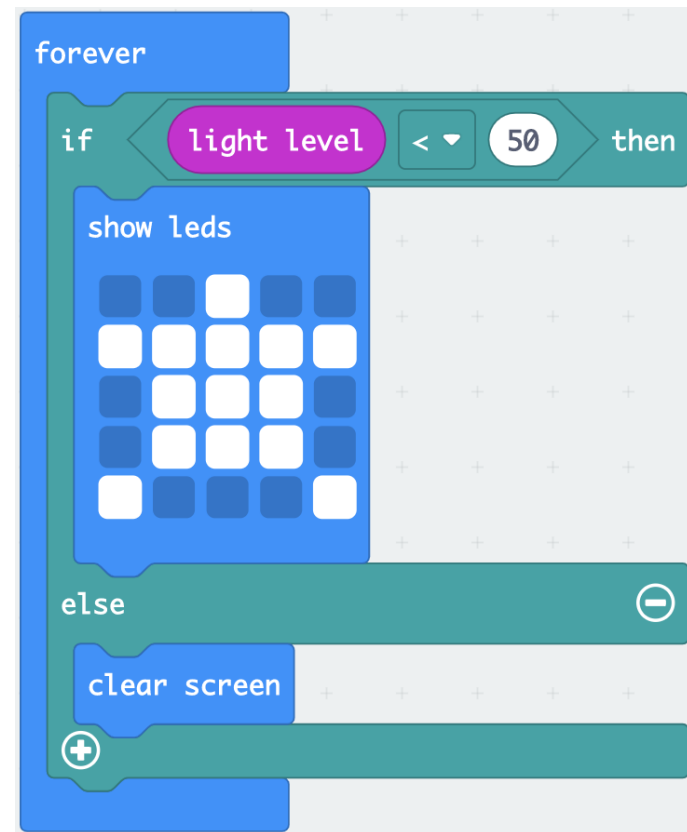 forever
if light level < 50 then
show leds
else
clear screen